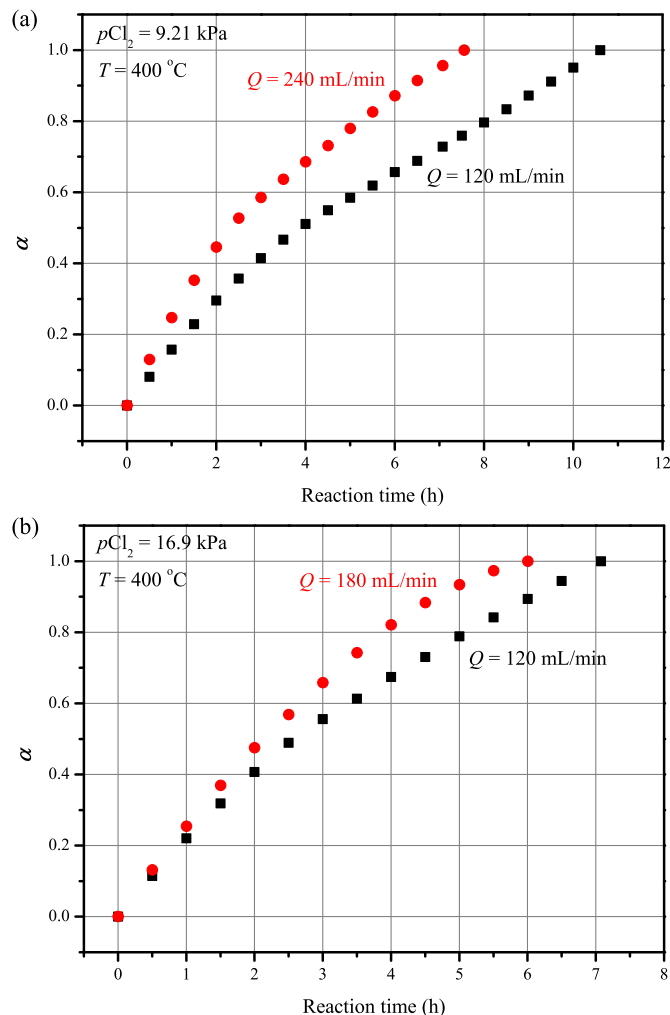 (a)
pCl₂ = 9.21 kPa
T = 400 °C
Q = 240 mL/min
Q = 120 mL/min
1.0
0.8
0.6
0.4
0.2
0.0
α
0 2 4 6 8 10 12
Reaction time (h)
(b)
pCl₂ = 16.9 kPa
T = 400 °C
Q = 180 mL/min
Q = 120 mL/min
1.0
0.8
0.6
0.4
0.2
0.0
α
0 1 2 3 4 5 6 7 8
Reaction time (h)